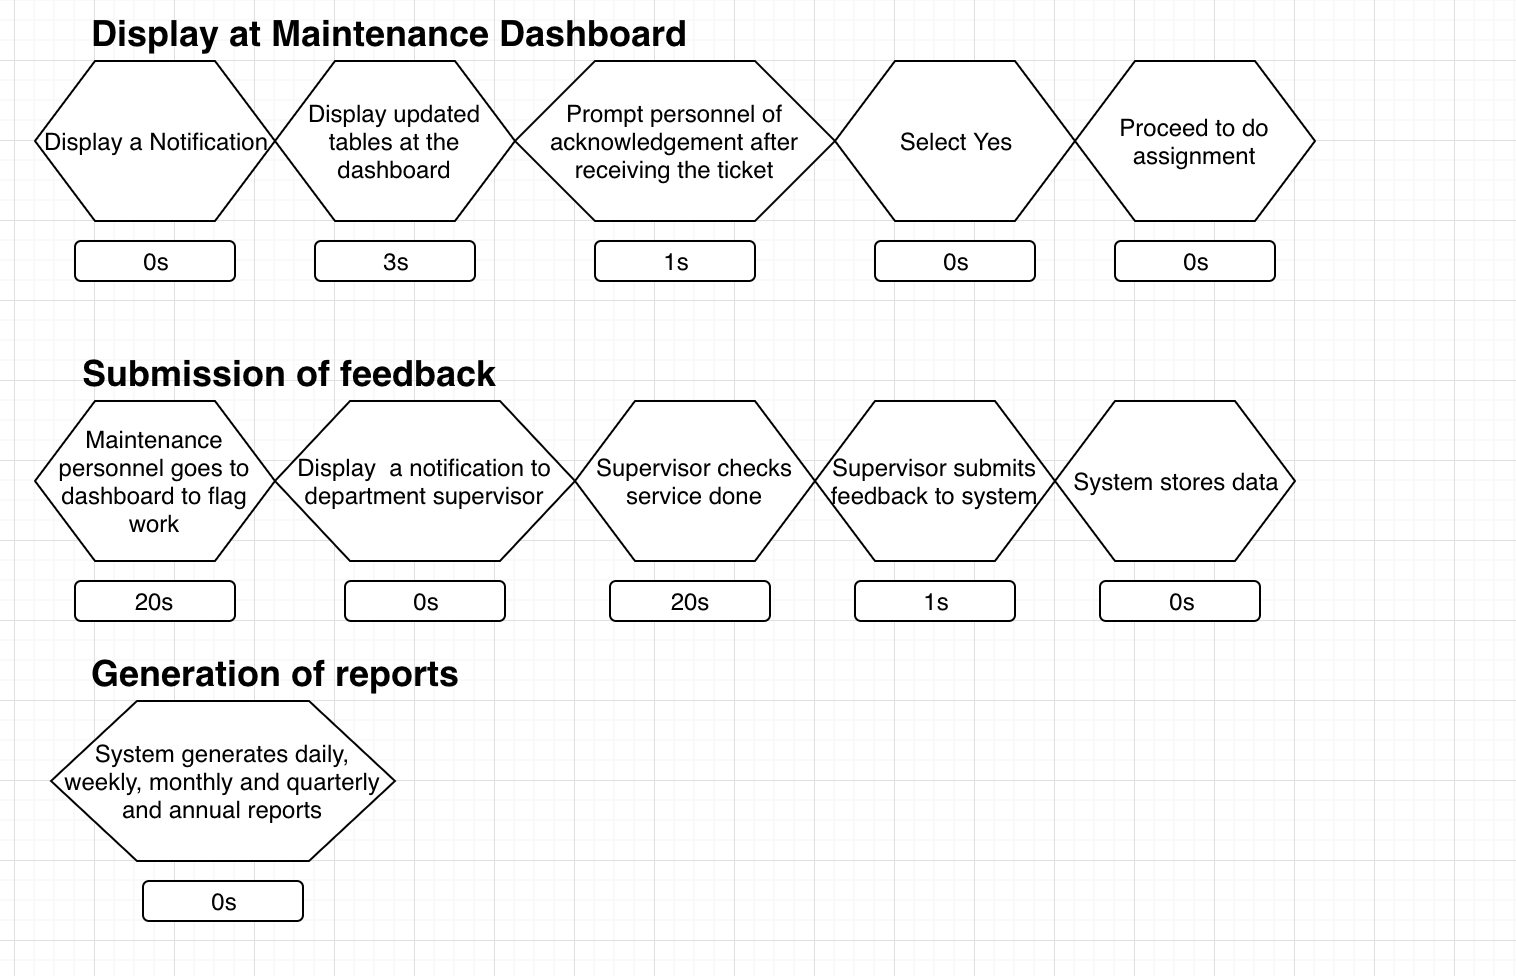 Display at Maintenance Dashboard
Display a Notification
Display updated
tables at the
dashboard
Prompt personnel of
acknowledgement after
receiving the ticket
Select Yes
Proceed to do
assignment
0s
3s
1s
0s
0s
Submission of feedback
Maintenance
personnel goes to
dashboard to flag
work
Display  a notification to
department supervisor
Supervisor checks
service done
Supervisor submits
feedback to system
System stores data
20s
0s
20s
1s
0s
Generation of reports
System generates daily,
weekly, monthly and quarterly
and annual reports
0s